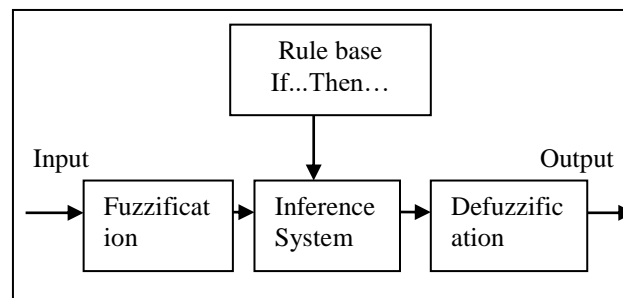 Rule base
If...Then…
Input
Output
Fuzzificat
ion
Inference
System
Defuzzific
ation